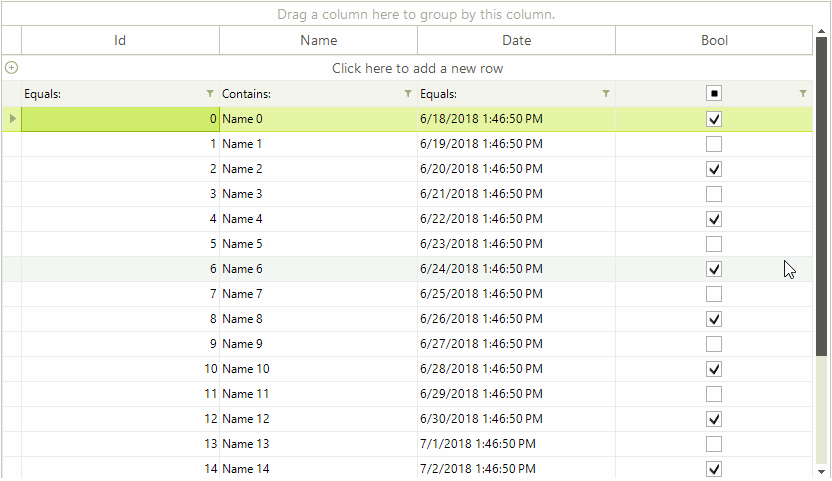 Drag a column here to group by this column.
Id Name Date Bool
Click here to add a new row
Equals: Contains: Equals:
0 Name 0 6/18/2018 1:46:50 PM
1 Name 1 6/19/2018 1:46:50 PM
2 Name 2 6/20/2018 1:46:50 PM
3 Name 3 6/21/2018 1:46:50 PM
4 Name 4 6/22/2018 1:46:50 PM
5 Name 5 6/23/2018 1:46:50 PM
6 Name 6 6/24/2018 1:46:50 PM
7 Name 7 6/25/2018 1:46:50 PM
8 Name 8 6/26/2018 1:46:50 PM
9 Name 9 6/27/2018 1:46:50 PM
10 Name 10 6/28/2018 1:46:50 PM
11 Name 11 6/29/2018 1:46:50 PM
12 Name 12 6/30/2018 1:46:50 PM
13 Name 13 7/1/2018 1:46:50 PM
14 Name 14 7/2/2018 1:46:50 PM